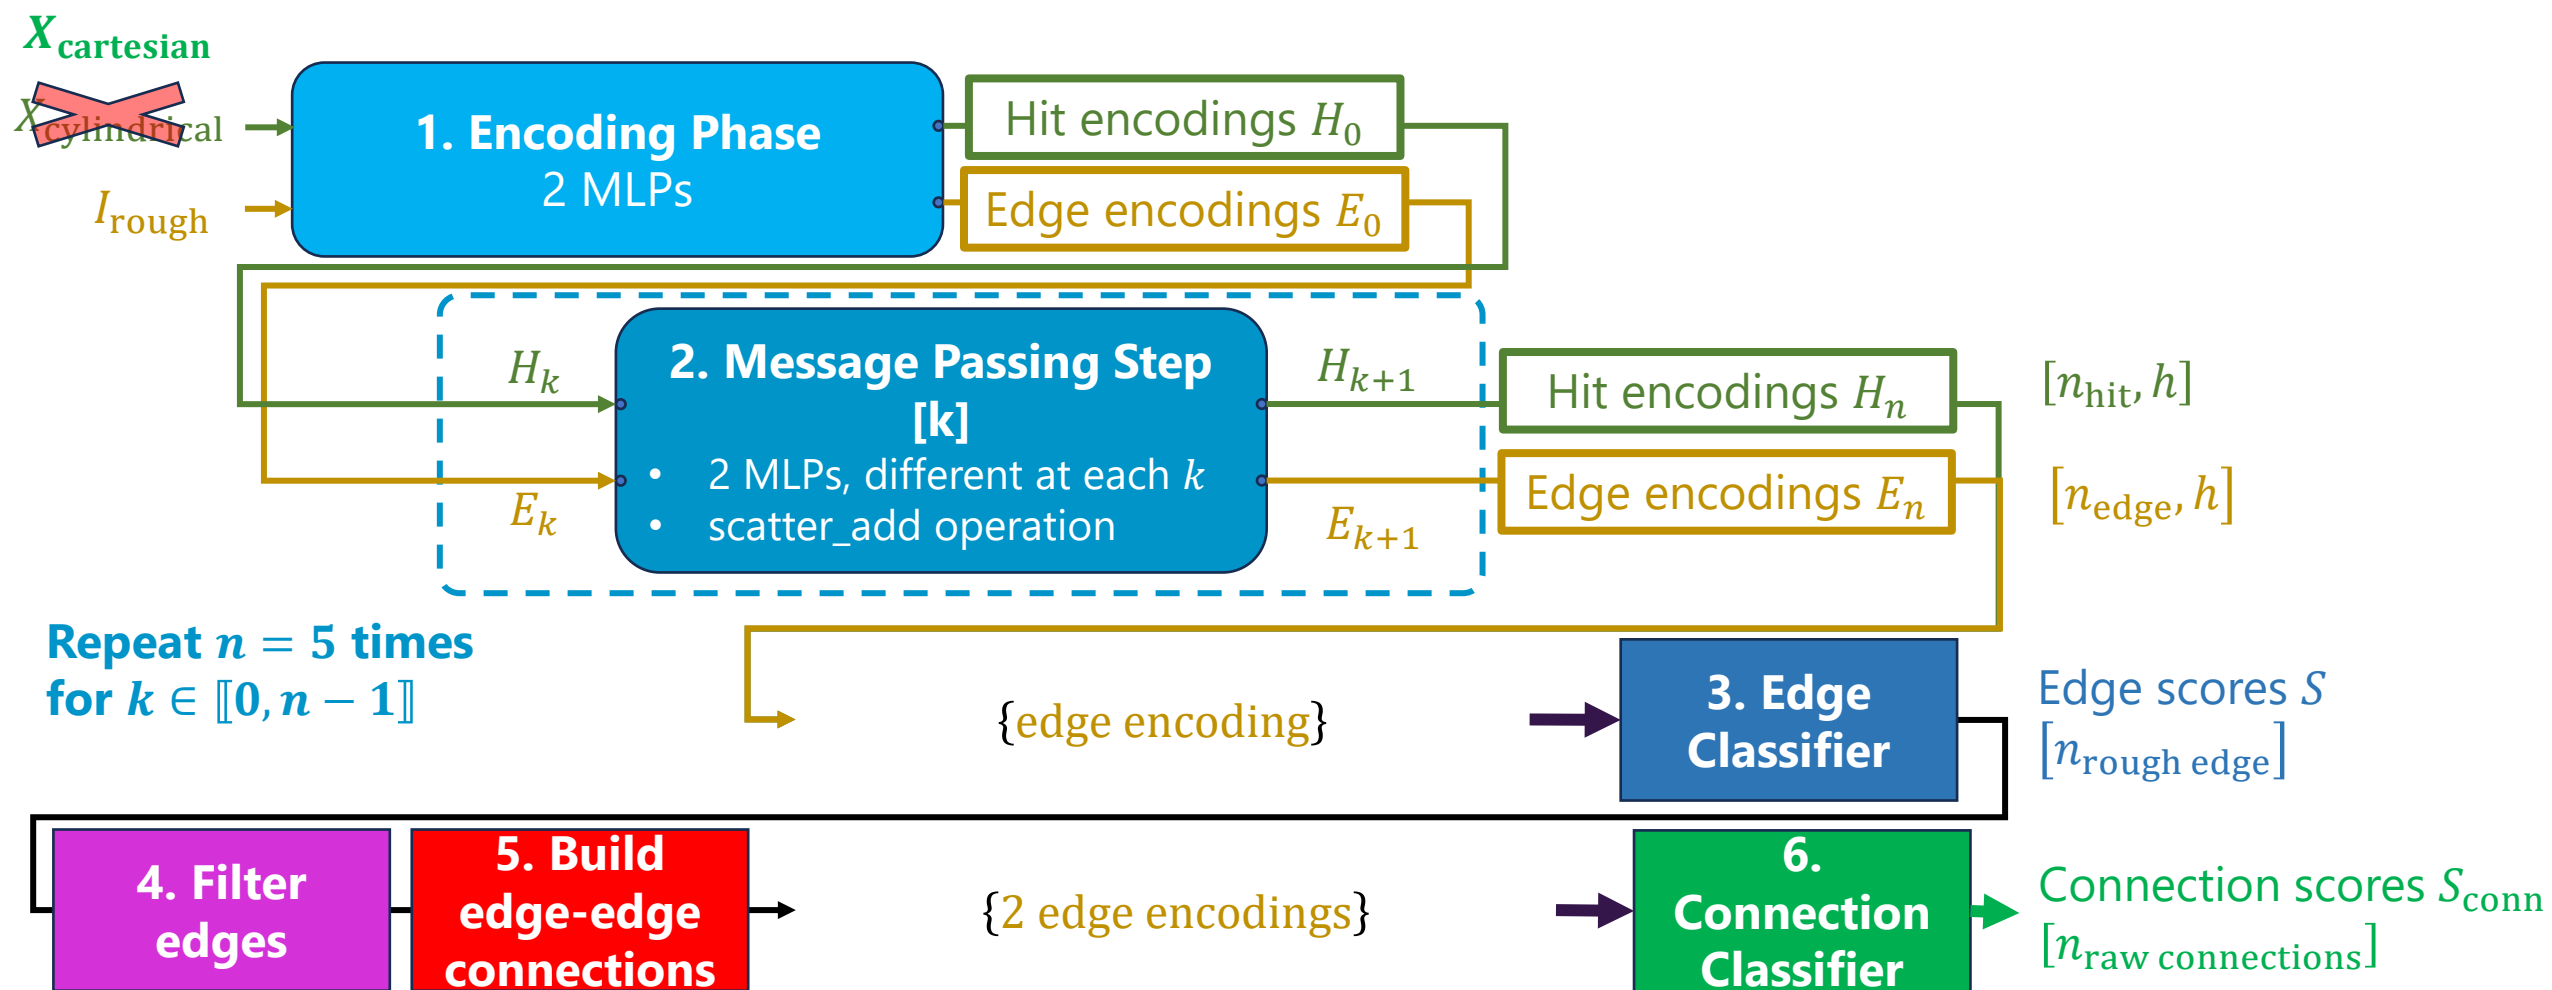 X_cartesian
X_cylindrical
I_rough
1. Encoding Phase
2 MLPs
Hit encodings H_0
Edge encodings E_0
H_k
E_k
2. Message Passing Step
[k]
• 2 MLPs, different at each k
• scatter_add operation
H_{k+1}
E_{k+1}
Hit encodings H_n
Edge encodings E_n
[n_hit, h]
[n_edge, h]
Repeat n = 5 times
for k ∈ ⟦0, n − 1⟧
{edge encoding}
3. Edge
Classifier
Edge scores S
[n_rough edge]
4. Filter
edges
5. Build
edge-edge
connections
{2 edge encodings}
6.
Connection
Classifier
Connection scores S_conn
[n_raw connections]